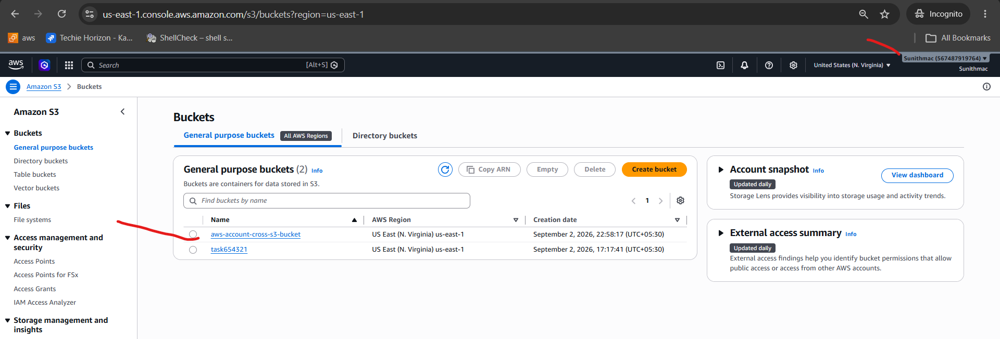 us-east-1.console.aws.amazon.com/s3/buckets?region=us-east-1
Incognito
aws
Techie Horizon - Ka...
ShellCheck – shell s...
All Bookmarks
aws
Search
[Alt+S]
United States (N. Virginia)
Sunithmac (567487919764)
Sunithmac
Amazon S3
Buckets
Amazon S3
Buckets
General purpose buckets
Directory buckets
Table buckets
Vector buckets
Files
File systems
Access management and
security
Access Points
Access Points for FSx
Access Grants
IAM Access Analyzer
Storage management and
insights
Buckets
General purpose buckets
All AWS Regions
Directory buckets
General purpose buckets (2) Info
Copy ARN
Empty
Delete
Create bucket
Buckets are containers for data stored in S3.
Find buckets by name
1
Name
AWS Region
Creation date
aws-account-cross-s3-bucket
US East (N. Virginia) us-east-1
September 2, 2026, 22:58:17 (UTC+05:30)
task654321
US East (N. Virginia) us-east-1
September 2, 2026, 17:17:41 (UTC+05:30)
Account snapshot Info
View dashboard
Updated daily
Storage Lens provides visibility into storage usage and activity trends.
External access summary Info
Updated daily
External access findings help you identify bucket permissions that allow
public access or access from other AWS accounts.